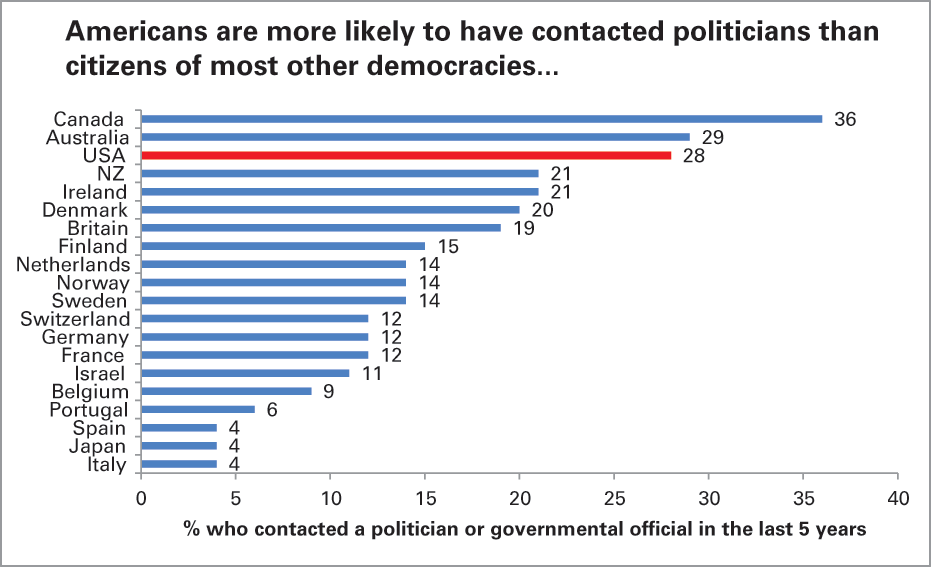 Americans are more likely to have contacted politicians than
citizens of most other democracies...
Canada 36
Australia 29
USA 28
NZ 21
Ireland 21
Denmark 20
Britain 19
Finland 15
Netherlands 14
Norway 14
Sweden 14
Switzerland 12
Germany 12
France 12
Israel 11
Belgium 9
Portugal 6
Spain 4
Japan 4
Italy 4
0 5 10 15 20 25 30 35 40
% who contacted a politician or governmental official in the last 5 years